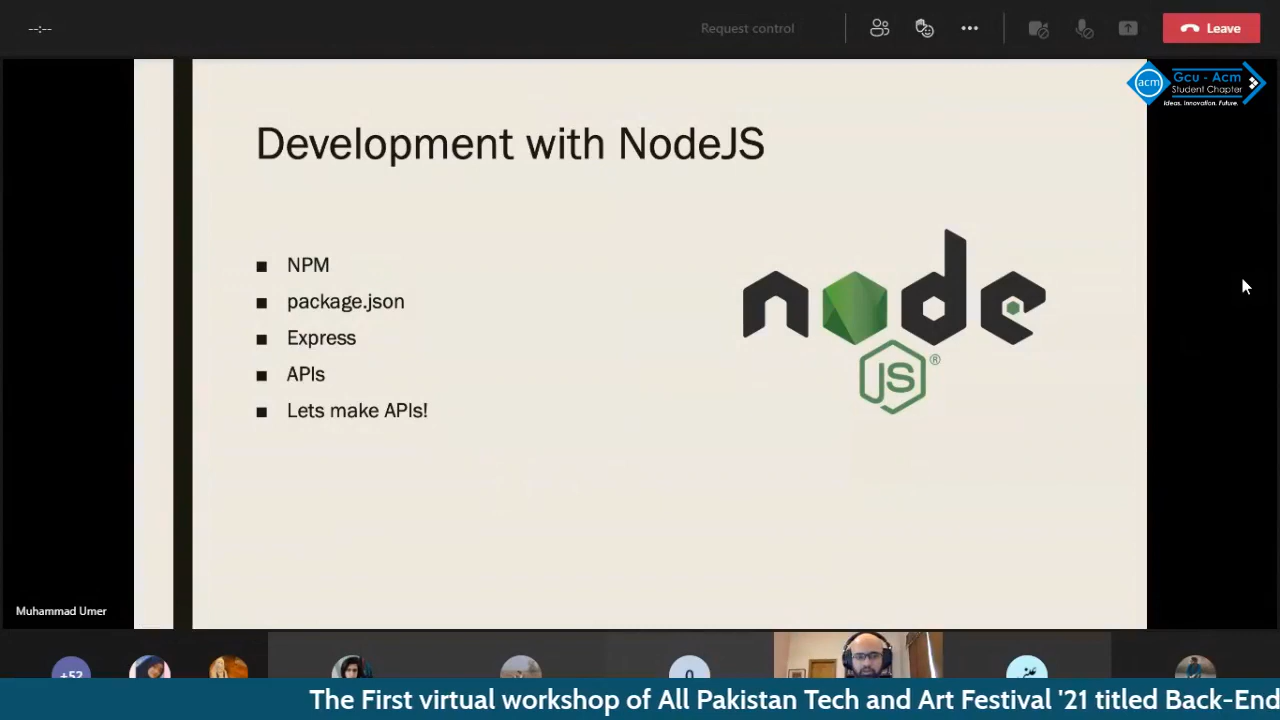 --:--
Request control
Leave
acm
Gcu - Acm
Student Chapter
Ideas. Innovation. Future.
Development with NodeJS
■ NPM
■ package.json
■ Express
■ APIs
■ Lets make APIs!
node
JS®
Muhammad Umer
+52
The First virtual workshop of All Pakistan Tech and Art Festival '21 titled Back-End